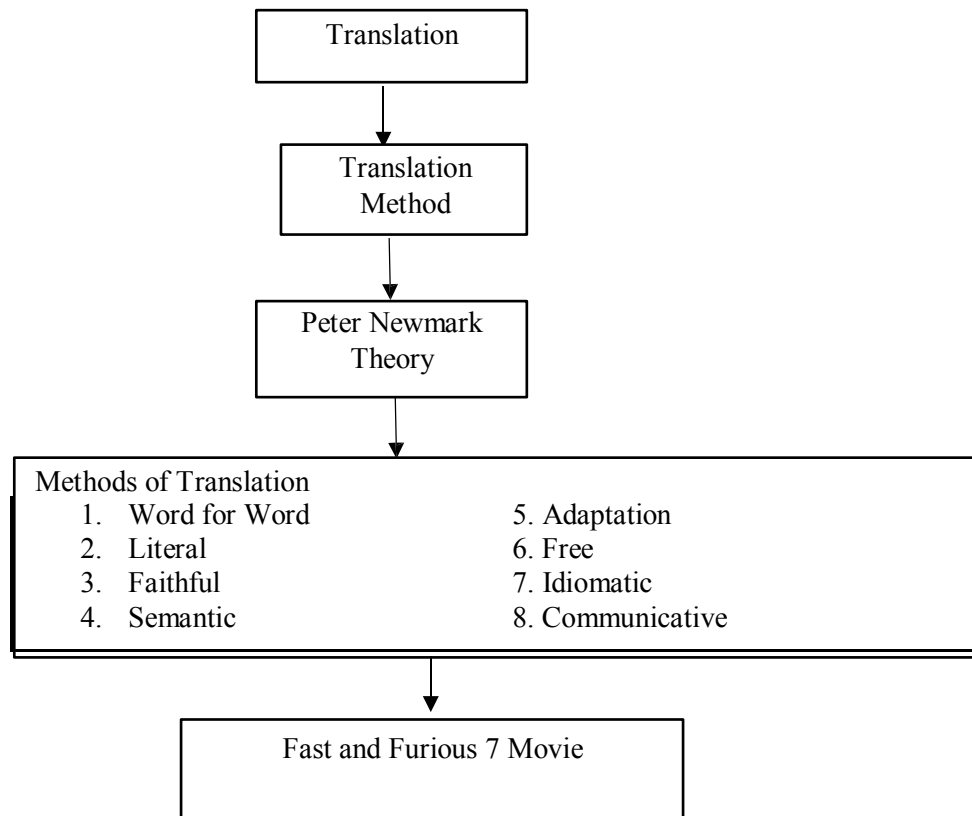 Translation
Translation
Method
Peter Newmark
Theory
Methods of Translation
1. Word for Word
2. Literal
3. Faithful
4. Semantic
5. Adaptation
6. Free
7. Idiomatic
8. Communicative
Fast and Furious 7 Movie